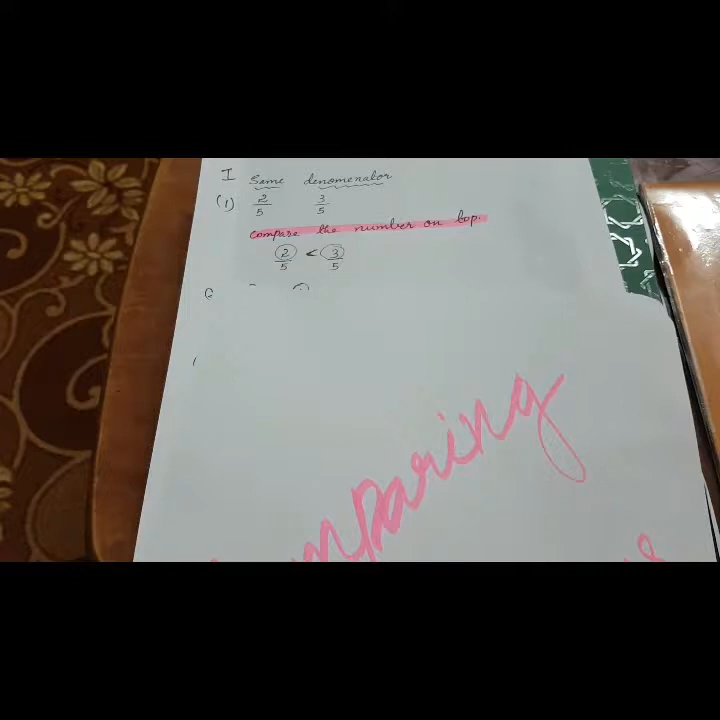 I Same denomenator
(1) 2/5 3/5
Compare the number on top.
2/5 < 3/5
mparing